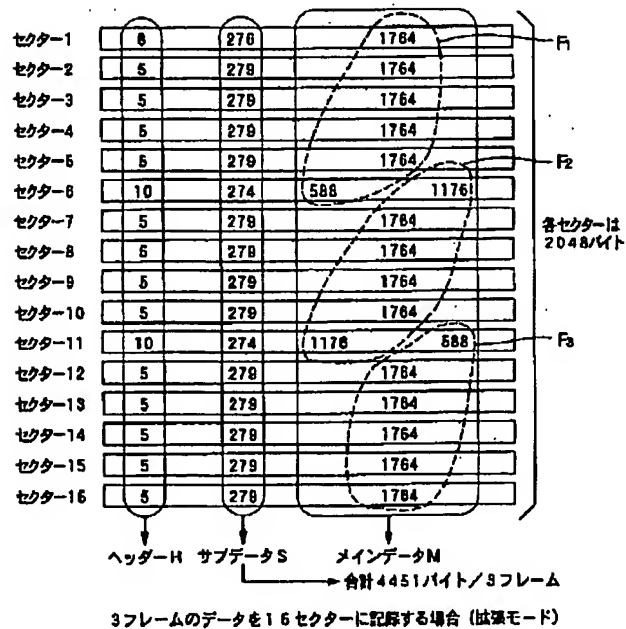 セクター1 8 276 1764 F1
セクター2 5 279 1764
セクター3 5 279 1764
セクター4 5 279 1764
セクター5 5 279 1764 F2
セクター6 10 274 588 1176
セクター7 5 279 1764
セクター8 5 279 1764
セクター9 5 279 1764
セクター10 5 279 1764
セクター11 10 274 1176 588 F3
セクター12 5 279 1764
セクター13 5 279 1764
セクター14 5 279 1764
セクター15 5 279 1764
セクター16 5 279 1764
各セクターは
2048バイト
ヘッダーH サブデータS メインデータM
合計4451バイト/3フレーム
3フレームのデータを16セクターに記録する場合(拡張モード)